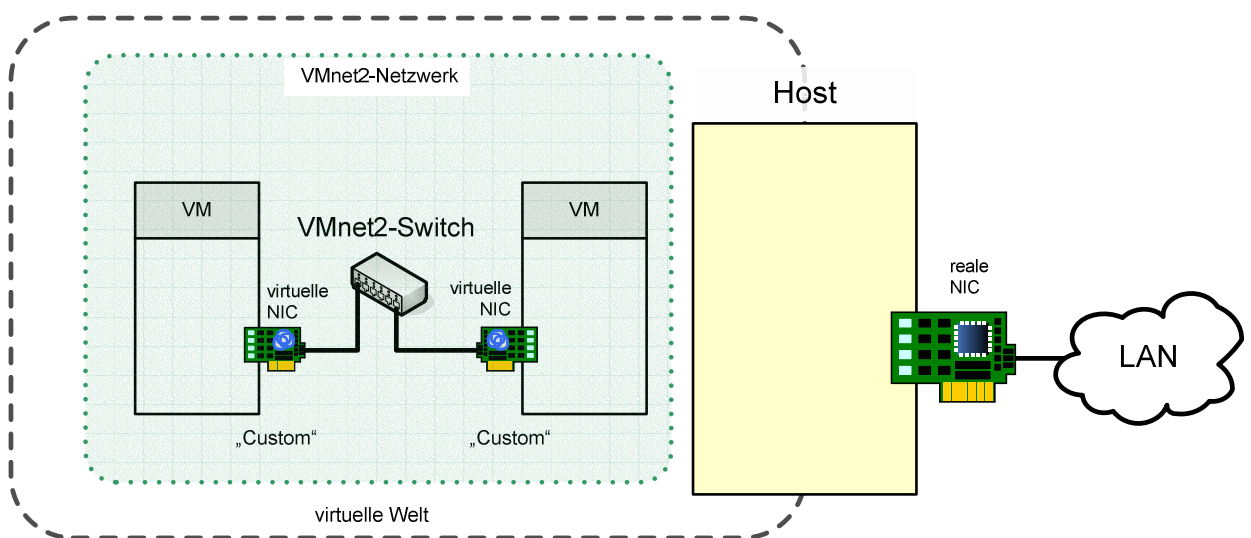 VMnet2-Netzwerk
Host
VM
VM
VMnet2-Switch
virtuelle
NIC
virtuelle
NIC
reale
NIC
LAN
„Custom“
„Custom“
virtuelle Welt